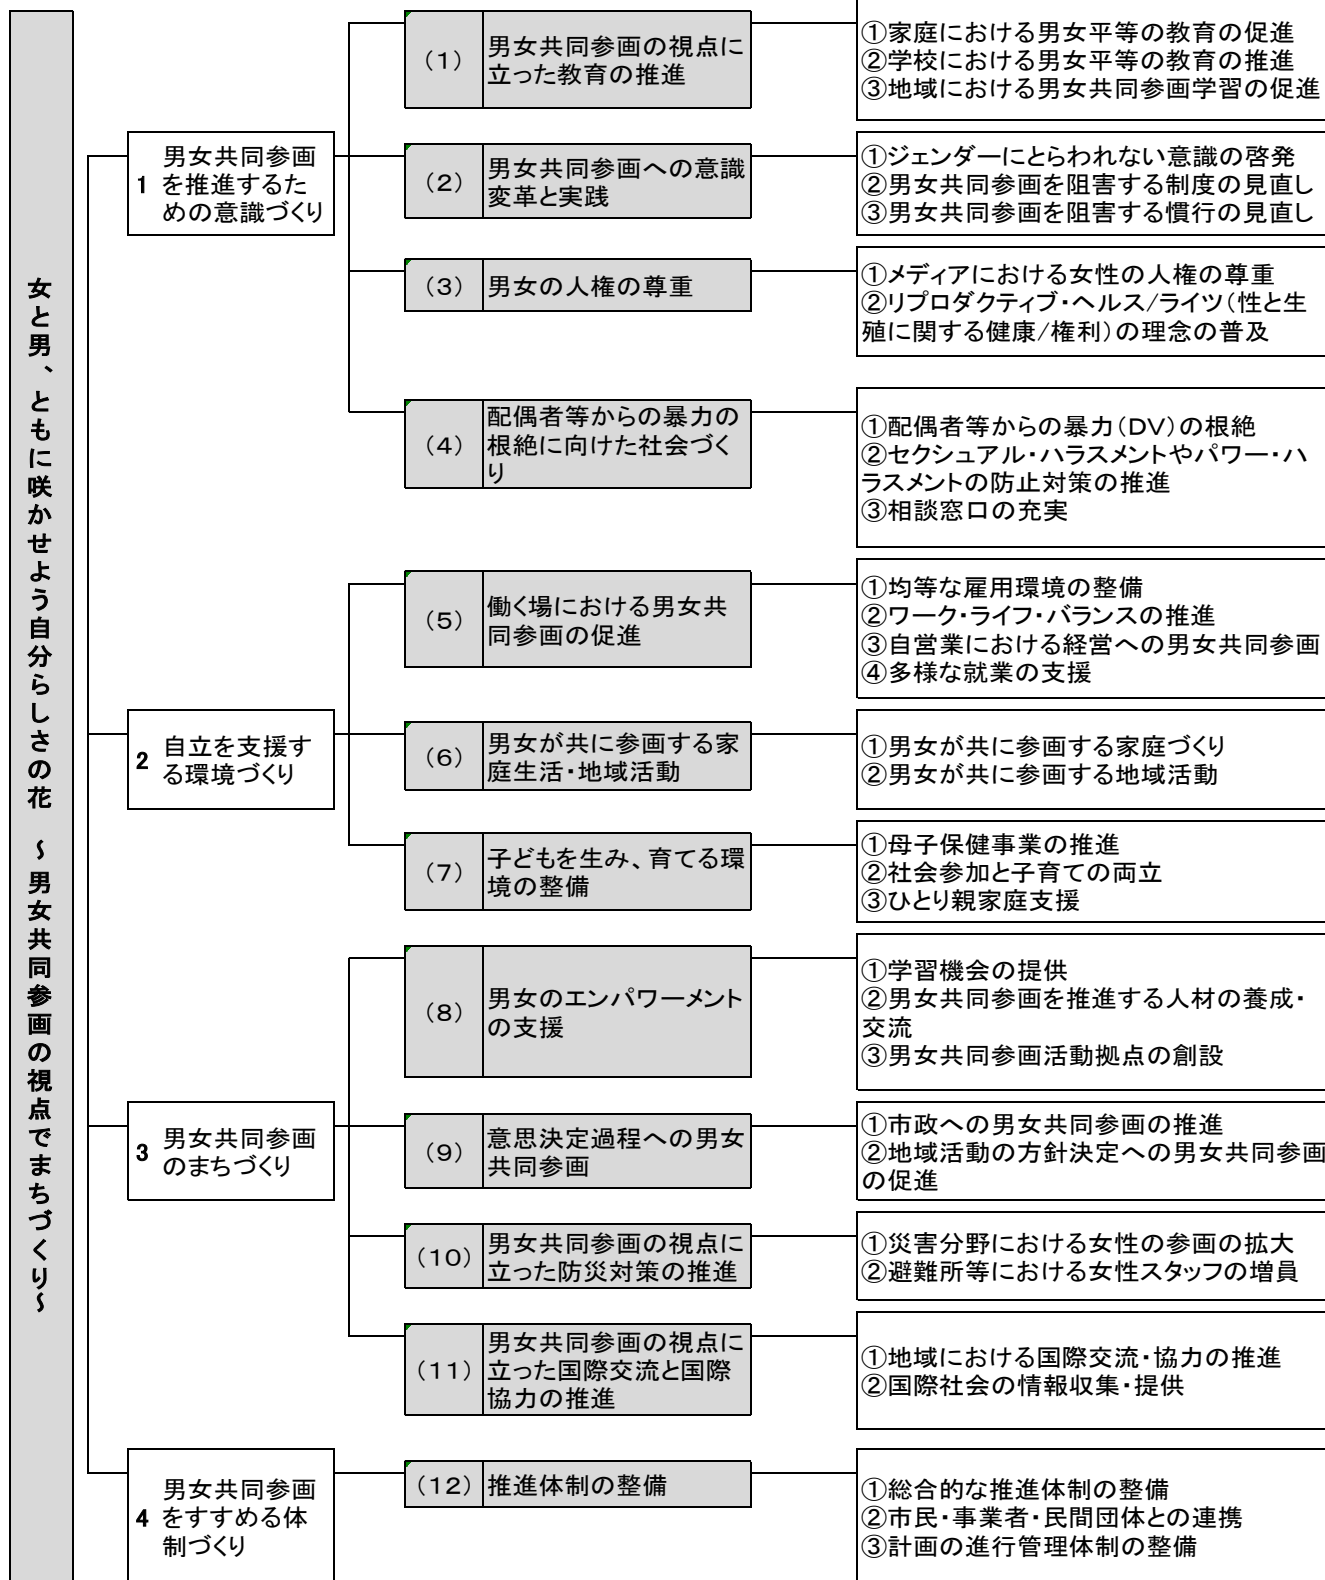 女と男、ともに咲かせよう自分らしさの花　～男女共同参画の視点でまちづくり～
1
男女共同参画
を推進するた
めの意識づくり
（1）
男女共同参画の視点に
立った教育の推進
①家庭における男女平等の教育の促進
②学校における男女平等の教育の推進
③地域における男女共同参画学習の促進
（2）
男女共同参画への意識
変革と実践
①ジェンダーにとらわれない意識の啓発
②男女共同参画を阻害する制度の見直し
③男女共同参画を阻害する慣行の見直し
（3）
男女の人権の尊重
①メディアにおける女性の人権の尊重
②リプロダクティブ・ヘルス/ライツ（性と生
殖に関する健康/権利）の理念の普及
（4）
配偶者等からの暴力の
根絶に向けた社会づく
り
①配偶者等からの暴力（DV）の根絶
②セクシュアル・ハラスメントやパワー・ハ
ラスメントの防止対策の推進
③相談窓口の充実
2
自立を支援す
る環境づくり
（5）
働く場における男女共
同参画の促進
①均等な雇用環境の整備
②ワーク・ライフ・バランスの推進
③自営業における経営への男女共同参画
④多様な就業の支援
（6）
男女が共に参画する家
庭生活・地域活動
①男女が共に参画する家庭づくり
②男女が共に参画する地域活動
（7）
子どもを生み、育てる環
境の整備
①母子保健事業の推進
②社会参加と子育ての両立
③ひとり親家庭支援
3
男女共同参画
のまちづくり
（8）
男女のエンパワーメント
の支援
①学習機会の提供
②男女共同参画を推進する人材の養成・
交流
③男女共同参画活動拠点の創設
（9）
意思決定過程への男女
共同参画
①市政への男女共同参画の推進
②地域活動の方針決定への男女共同参画
の促進
（10）
男女共同参画の視点に
立った防災対策の推進
①災害分野における女性の参画の拡大
②避難所等における女性スタッフの増員
（11）
男女共同参画の視点に
立った国際交流と国際
協力の推進
①地域における国際交流・協力の推進
②国際社会の情報収集・提供
4
男女共同参画
をすすめる体
制づくり
（12）
推進体制の整備
①総合的な推進体制の整備
②市民・事業者・民間団体との連携
③計画の進行管理体制の整備